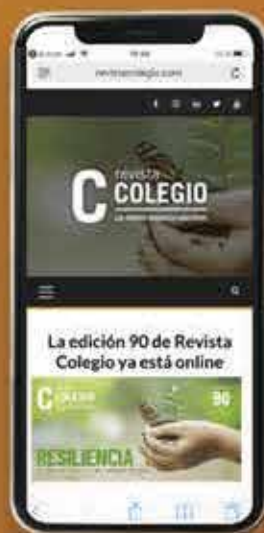 revistacolegio.com
revista
COLEGIO
La edición 90 de Revista
Colegio ya está online
90
RESILIENCIA